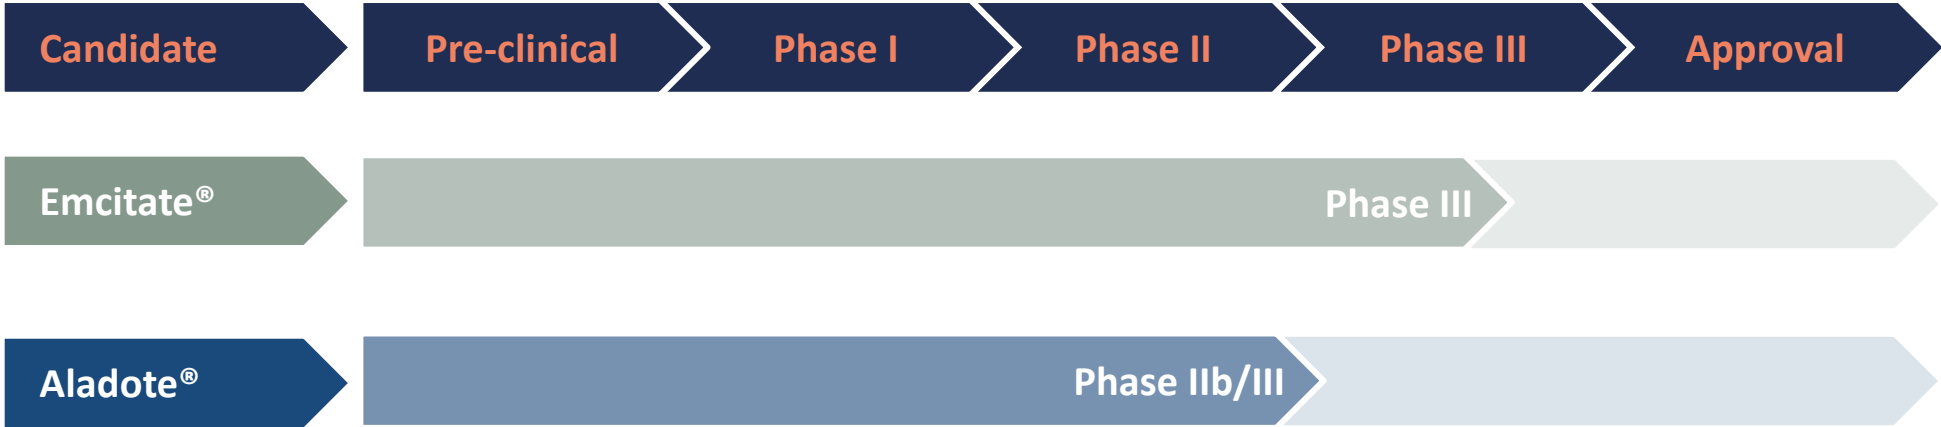 Candidate Pre-clinical Phase I Phase II Phase III Approval
Emcitate® Phase III
Aladote® Phase IIb/III